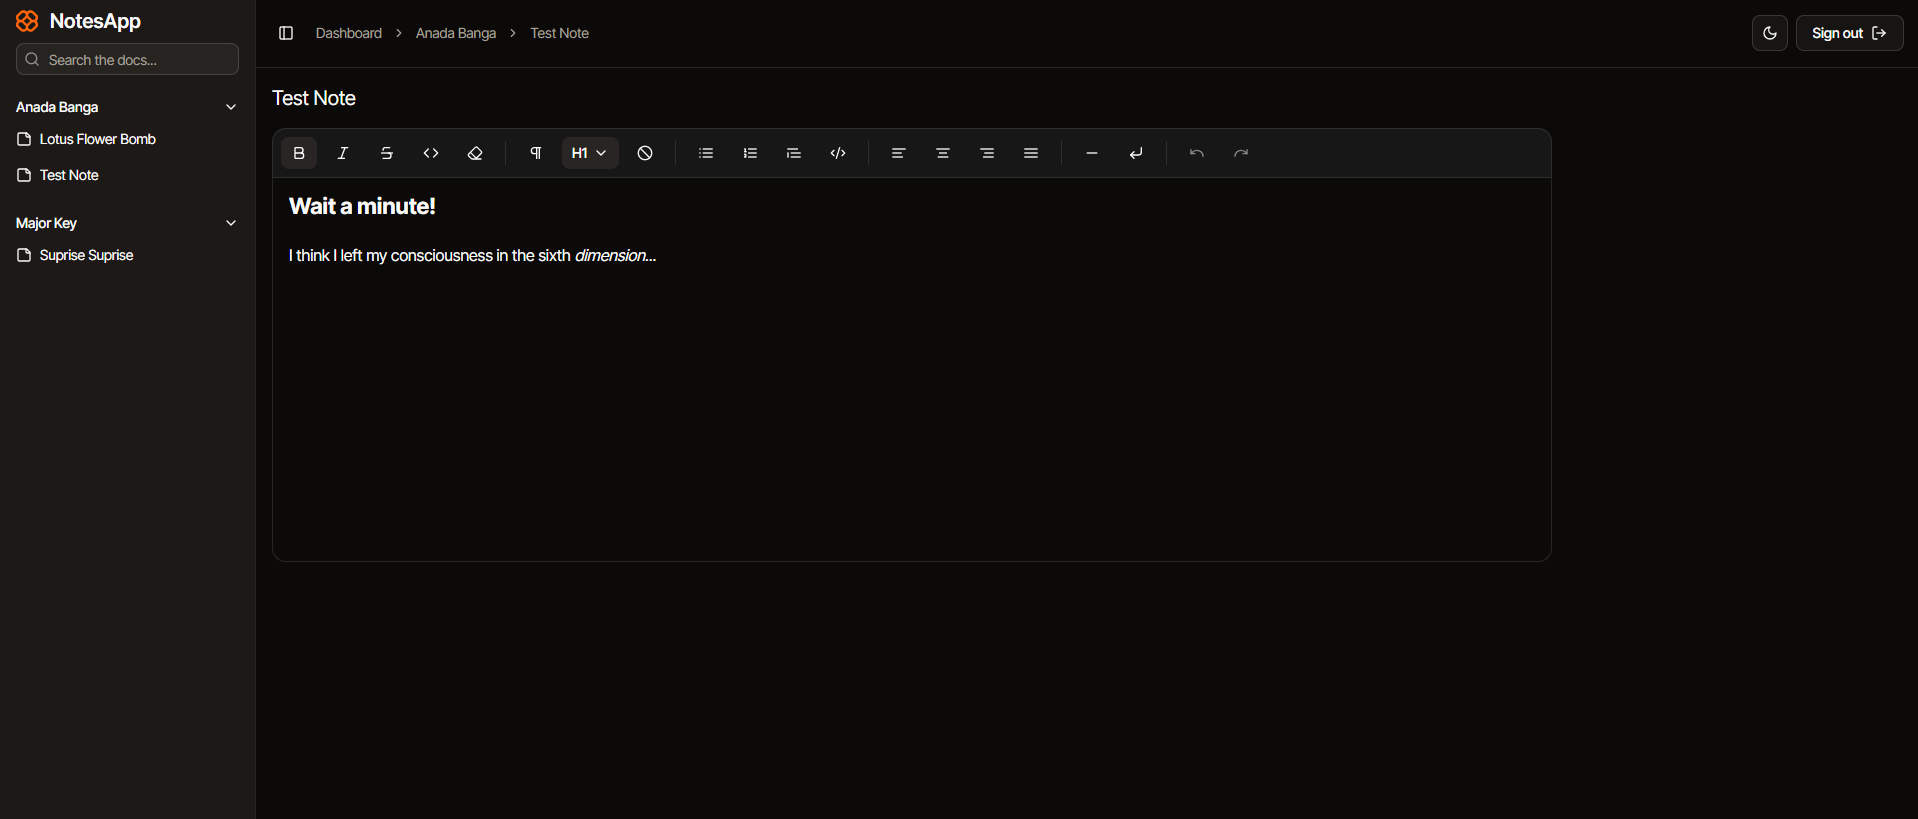 NotesApp
Search the docs...
Anada Banga
Lotus Flower Bomb
Test Note
Major Key
Suprise Suprise
Dashboard > Anada Banga > Test Note
Sign out
Test Note
B I S H1
Wait a minute!
I think I left my consciousness in the sixth dimension...